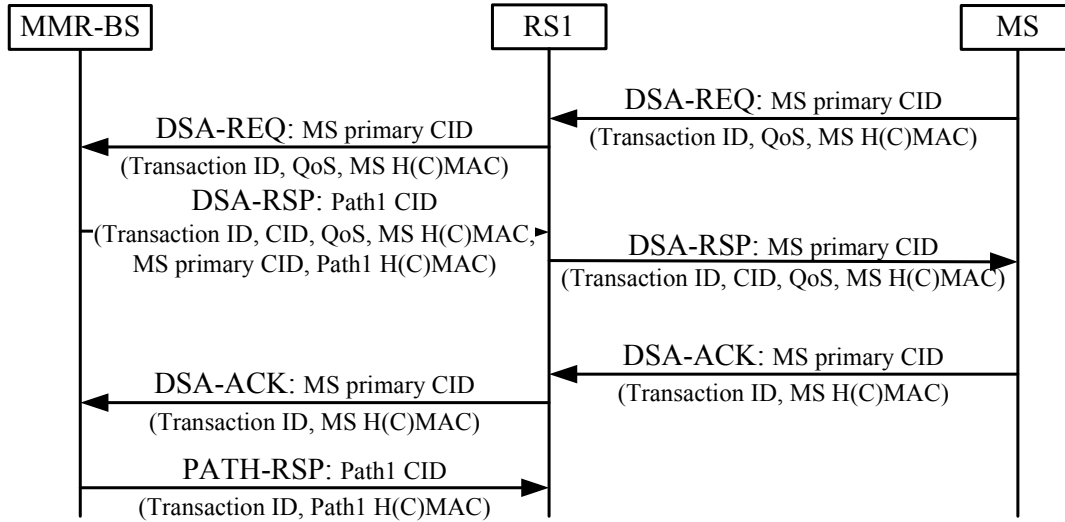 MMR-BS
RS1
MS
DSA-REQ: MS primary CID
(Transaction ID, QoS, MS H(C)MAC)
DSA-REQ: MS primary CID
(Transaction ID, QoS, MS H(C)MAC)
DSA-RSP: Path1 CID
(Transaction ID, CID, QoS, MS H(C)MAC,
MS primary CID, Path1 H(C)MAC)
DSA-RSP: MS primary CID
(Transaction ID, CID, QoS, MS H(C)MAC)
DSA-ACK: MS primary CID
(Transaction ID, MS H(C)MAC)
DSA-ACK: MS primary CID
(Transaction ID, MS H(C)MAC)
PATH-RSP: Path1 CID
(Transaction ID, Path1 H(C)MAC)